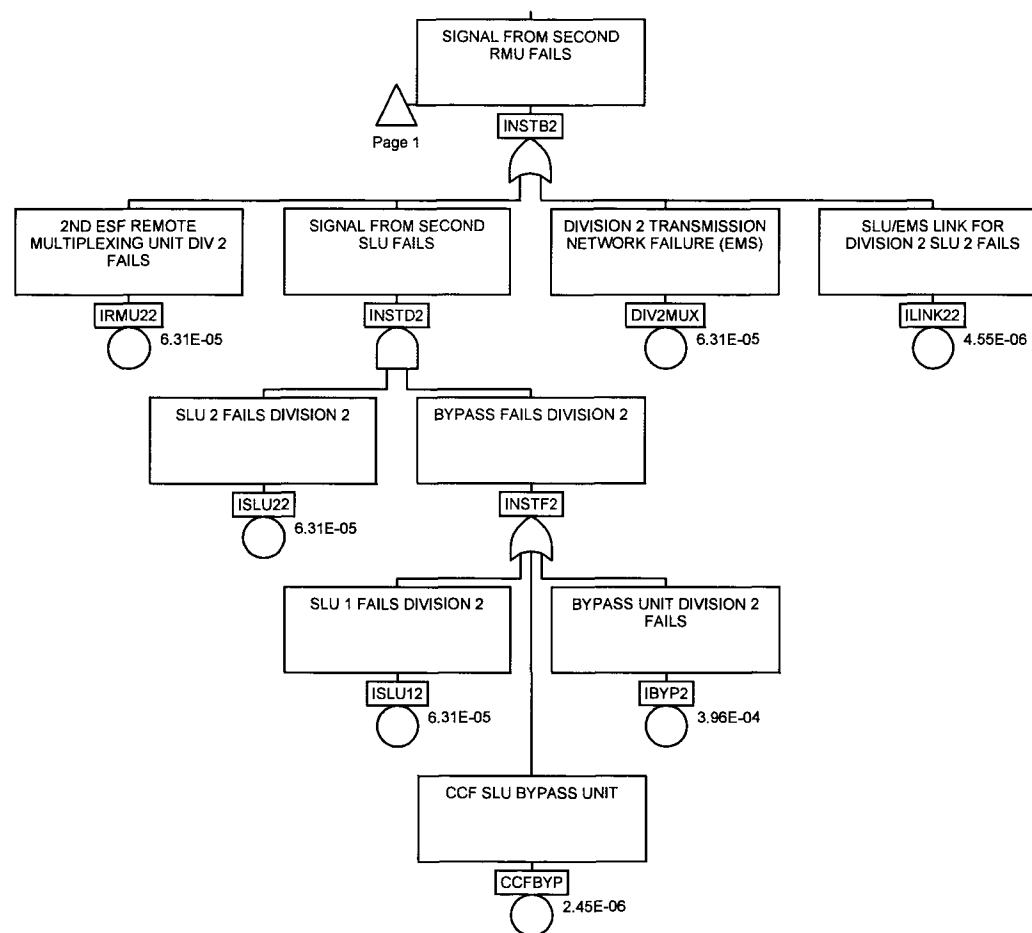 SIGNAL FROM SECOND
RMU FAILS
Page 1
INSTB2
2ND ESF REMOTE
MULTIPLEXING UNIT DIV 2
FAILS
SIGNAL FROM SECOND
SLU FAILS
DIVISION 2 TRANSMISSION
NETWORK FAILURE (EMS)
SLU/EMS LINK FOR
DIVISION 2 SLU 2 FAILS
IRMU22
6.31E-05
INSTD2
DIV2MUX
6.31E-05
ILINK22
4.55E-06
SLU 2 FAILS DIVISION 2
BYPASS FAILS DIVISION 2
ISLU22
6.31E-05
INSTF2
SLU 1 FAILS DIVISION 2
BYPASS UNIT DIVISION 2
FAILS
ISLU12
6.31E-05
IBYP2
3.96E-04
CCF SLU BYPASS UNIT
CCFBYP
2.45E-06